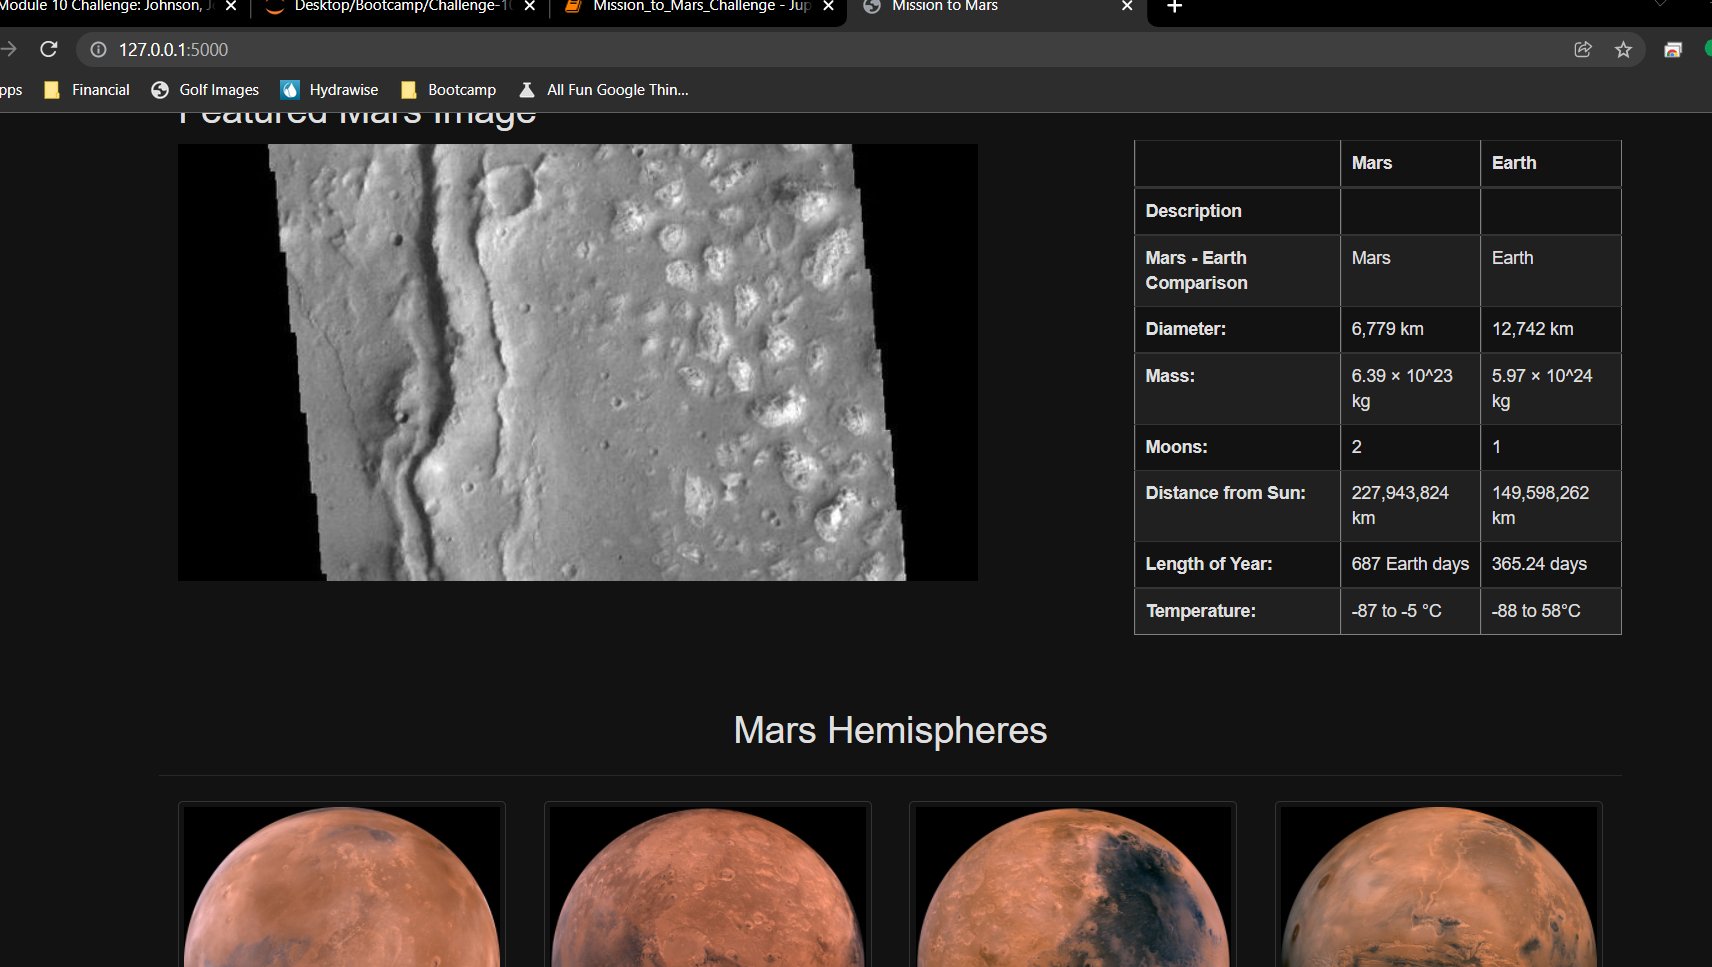 Module 10 Challenge: Johnson, J
Desktop/Bootcamp/Challenge-10
Mission_to_Mars_Challenge - Jup
Mission to Mars
127.0.0.1:5000
pps
Financial
Golf Images
Hydrawise
Bootcamp
All Fun Google Thin...
Featured Mars Image
Mars Earth
Description
Mars - Earth
Comparison
Mars
Earth
Diameter: 6,779 km 12,742 km
Mass:
6.39 × 10^23
kg
5.97 × 10^24
kg
Moons: 2 1
Distance from Sun:
227,943,824
km
149,598,262
km
Length of Year: 687 Earth days 365.24 days
Temperature: -87 to -5 °C -88 to 58°C
Mars Hemispheres